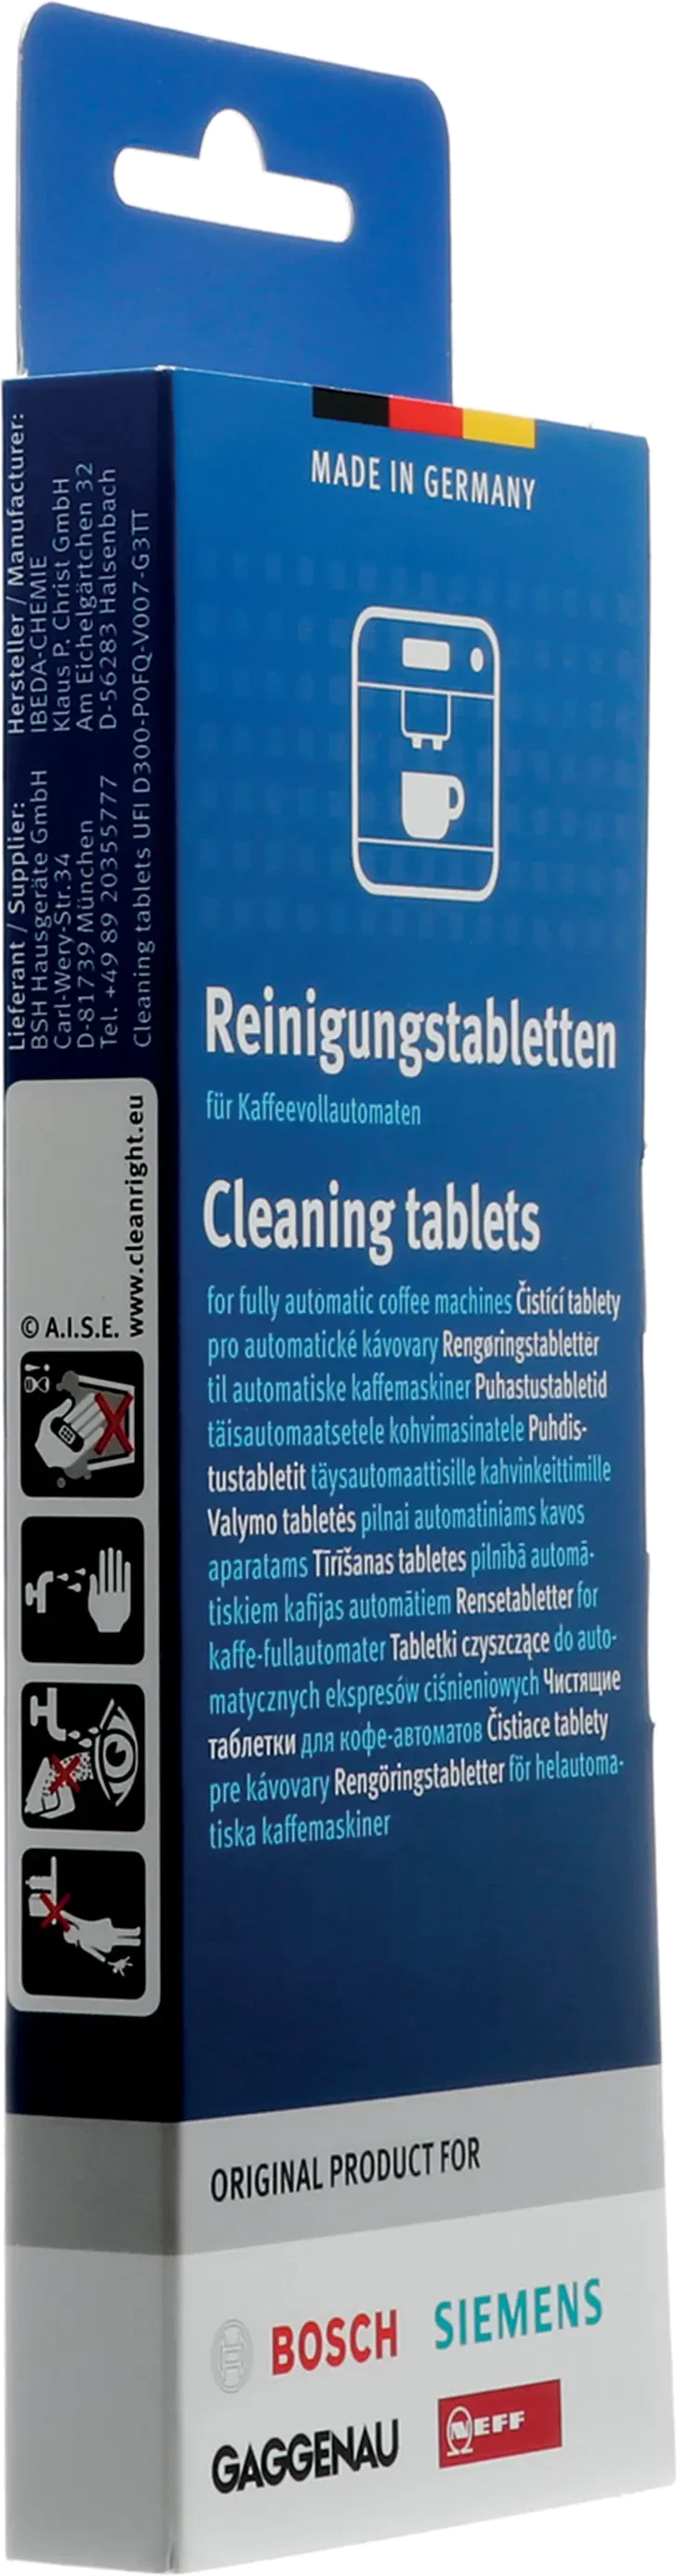 MADE IN GERMANY
Reinigungstabletten
für Kaffeevollautomaten
Cleaning tablets
for fully automatic coffee machines Čisticí tablety
pro automatické kávovary Rengøringstabletter
til automatiske kaffemaskiner Puhastustabletid
täisautomaatsetele kohvimasinatele Puhdis-
tustabletit täysautomaattisille kahvinkeittimille
Valymo tabletės pilnai automatiniams kavos
aparatams Tīrīšanas tabletes pilnībā automā-
tiskiem kafijas automātiem Rensetabletter for
kaffe-fullautomater Tabletki czyszczące do auto-
matycznych ekspresów ciśnieniowych Чистящие
таблетки для кофе-автоматов Čistiace tablety
pre kávovary Rengöringstabletter för helautoma-
tiska kaffemaskiner
ORIGINAL PRODUCT FOR
BOSCH
SIEMENS
GAGGENAU
NEFF
Lieferant / Supplier:
BSH Hausgeräte GmbH
Carl-Wery-Str.34
D-81739 München
Tel. +49 89 20355777
Hersteller / Manufacturer:
IBEDA-CHEMIE
Klaus P. Christ GmbH
Am Eichelgärtchen 32
D-56283 Halsenbach
Cleaning tablets UFI D300-P0FQ-V007-G3TT
© A.I.S.E.
www.cleanright.eu